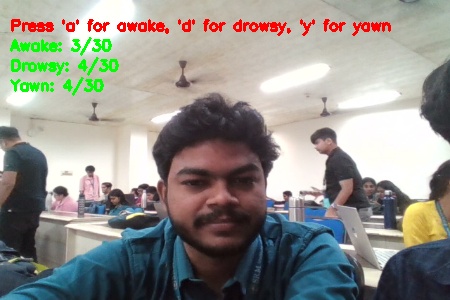 Press 'a' for awake, 'd' for drowsy, 'y' for yawn
Awake: 3/30
Drowsy: 4/30
Yawn: 4/30